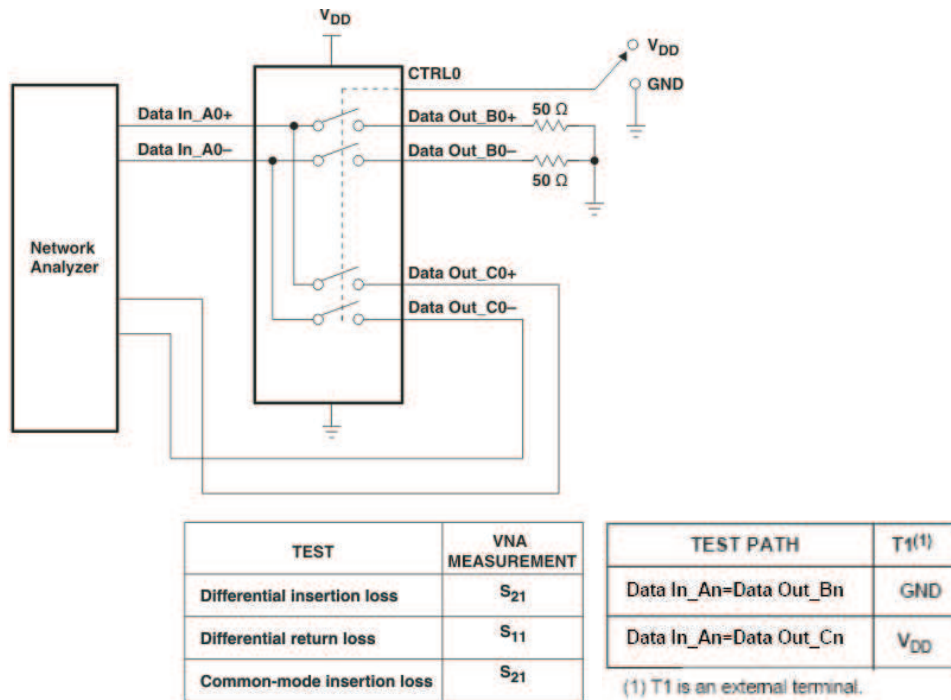 VDD
CTRL0
VDD
GND
Data In_A0+
Data Out_B0+
50 Ω
Data In_A0–
Data Out_B0–
50 Ω
Network
Analyzer
Data Out_C0+
Data Out_C0–
TEST VNA MEASUREMENT
Differential insertion loss S21
Differential return loss S11
Common-mode insertion loss S21
TEST PATH T1(1)
Data In_An=Data Out_Bn GND
Data In_An=Data Out_Cn VDD
(1) T1 is an external terminal.